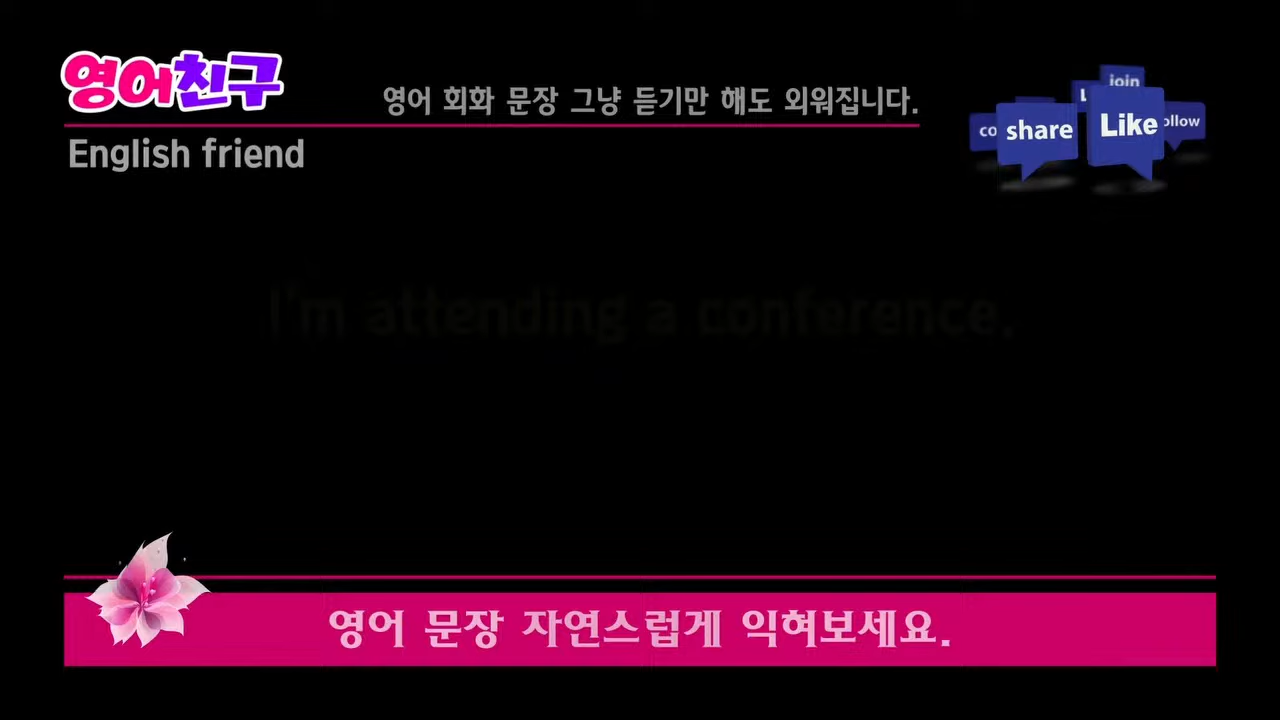 영어친구
영어 회화 문장 그냥 듣기만 해도 외워집니다.
English friend
join
share
Like
I'm attending a conference.
영어 문장 자연스럽게 익혀보세요.